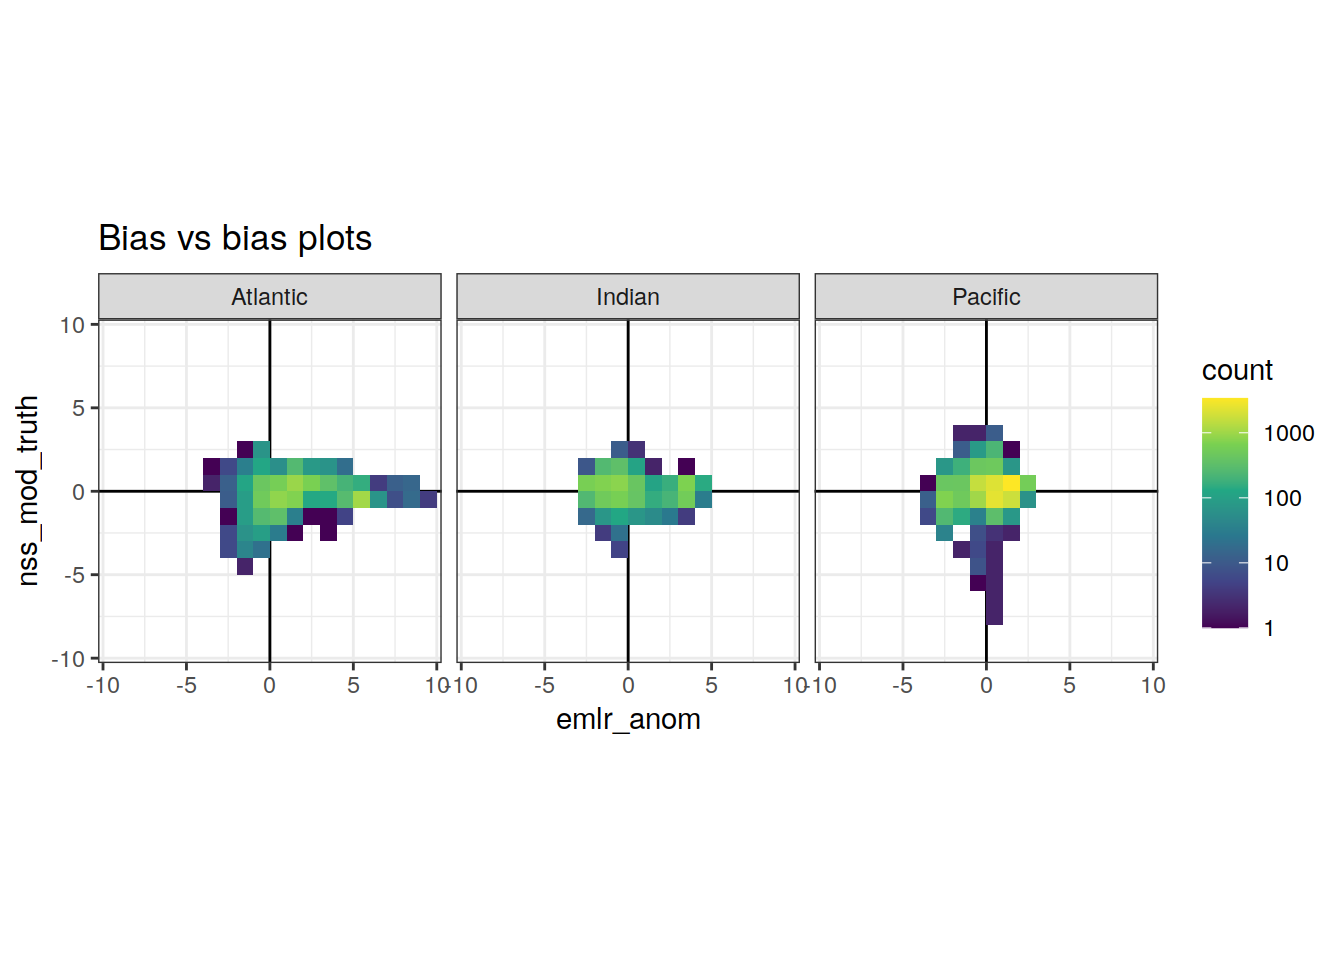 Bias vs bias plots
Atlantic
Indian
Pacific
nss_mod_truth
10
5
0
-5
-10
-10 -5 0 5 10
-10 -5 0 5 10
-10 -5 0 5 10
emlr_anom
count
1000
100
10
1